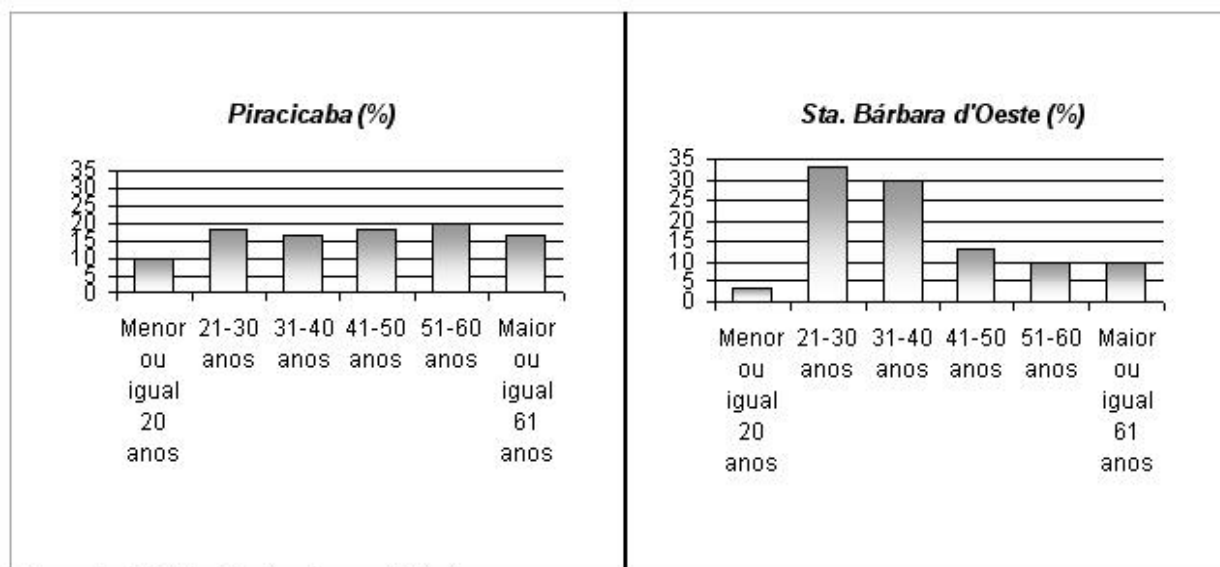 Piracicaba (%)
35
30
25
20
15
10
5
0
Menor ou igual 20 anos
21-30 anos
31-40 anos
41-50 anos
51-60 anos
Maior ou igual 61 anos
Sta. Bárbara d'Oeste (%)
35
30
25
20
15
10
5
0
Menor ou igual 20 anos
21-30 anos
31-40 anos
41-50 anos
51-60 anos
Maior ou igual 61 anos